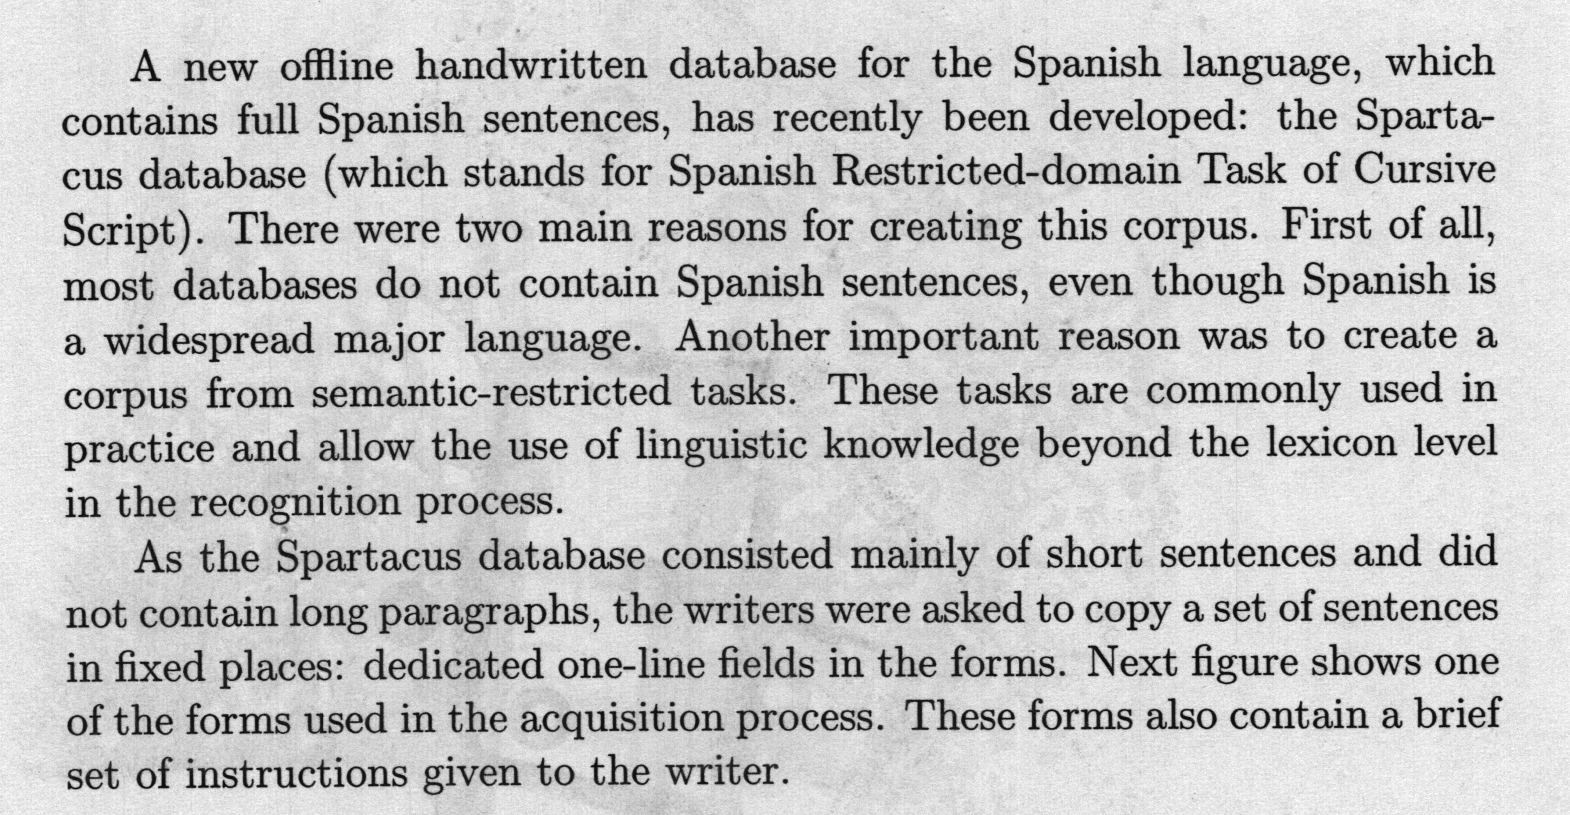 A new offline handwritten database for the Spanish language, which
contains full Spanish sentences, has recently been developed: the Sparta-
cus database (which stands for Spanish Restricted-domain Task of Cursive
Script). There were two main reasons for creating this corpus. First of all,
most databases do not contain Spanish sentences, even though Spanish is
a widespread major language. Another important reason was to create a
corpus from semantic-restricted tasks. These tasks are commonly used in
practice and allow the use of linguistic knowledge beyond the lexicon level
in the recognition process.
As the Spartacus database consisted mainly of short sentences and did
not contain long paragraphs, the writers were asked to copy a set of sentences
in fixed places: dedicated one-line fields in the forms. Next figure shows one
of the forms used in the acquisition process. These forms also contain a brief
set of instructions given to the writer.